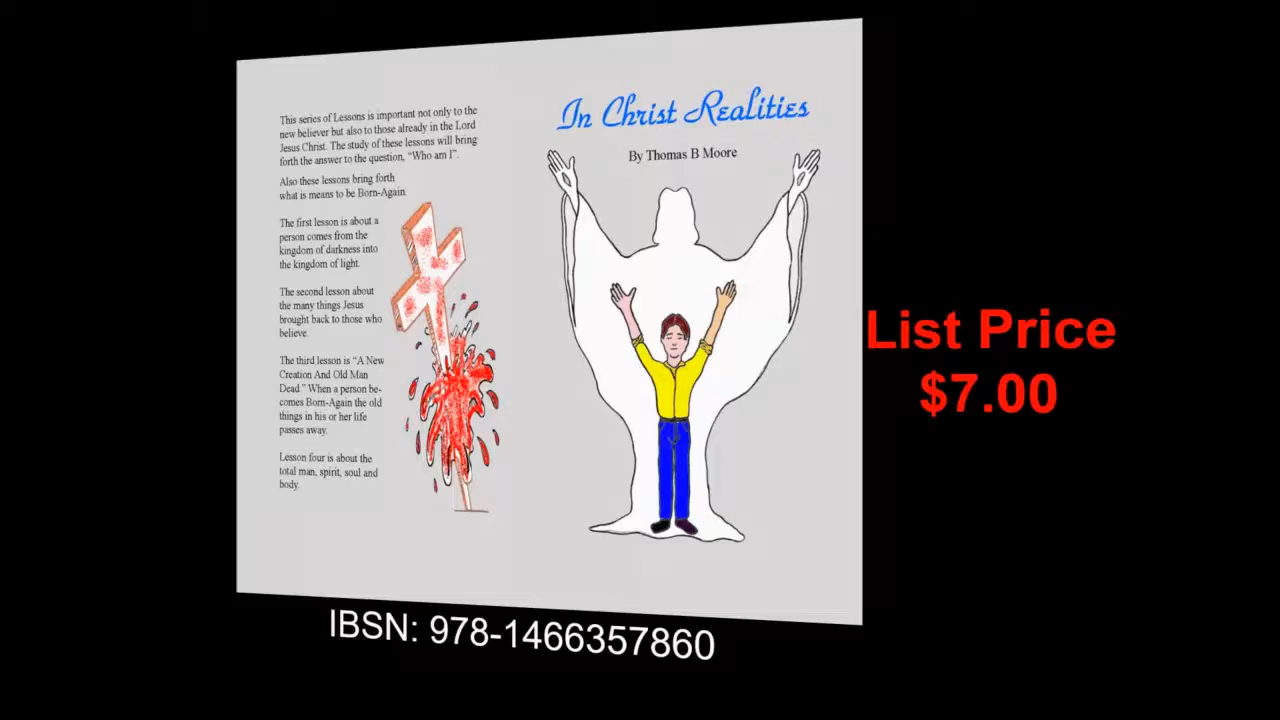 This series of Lessons is important not only to the
new believer but also to those already in the Lord
Jesus Christ. The study of these lessons will bring
forth the answer to the question, “Who am I”.
Also these lessons bring forth
what is means to be Born-Again.
The first lesson is about a
person comes from the
kingdom of darkness into
the kingdom of light.
The second lesson about
the many things Jesus
brought back to those who
believe.
The third lesson is “A New
Creation And Old Man
Dead.” When a person be-
comes Born-Again the old
things in his or her life
passes away.
Lesson four is about the
total man, spirit, soul and
body.
In Christ Realities
By Thomas B Moore
List Price
$7.00
IBSN: 978-1466357860